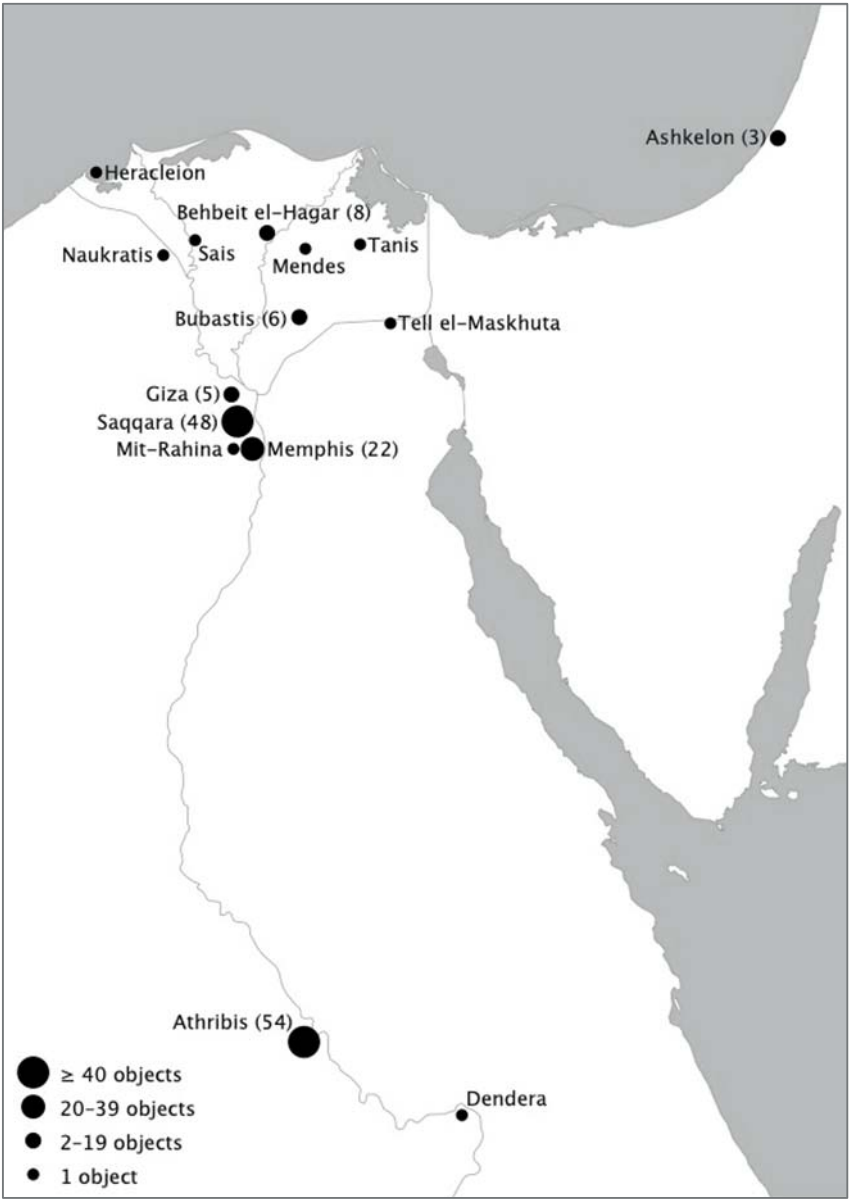 Ashkelon (3)
Heracleion
Behbeit el-Hagar (8)
Naukratis
Sais
Mendes
Tanis
Bubastis (6)
Tell el-Maskhuta
Giza (5)
Saqqara (48)
Mit-Rahina
Memphis (22)
Athribis (54)
Dendera
≥ 40 objects
20-39 objects
2-19 objects
1 object